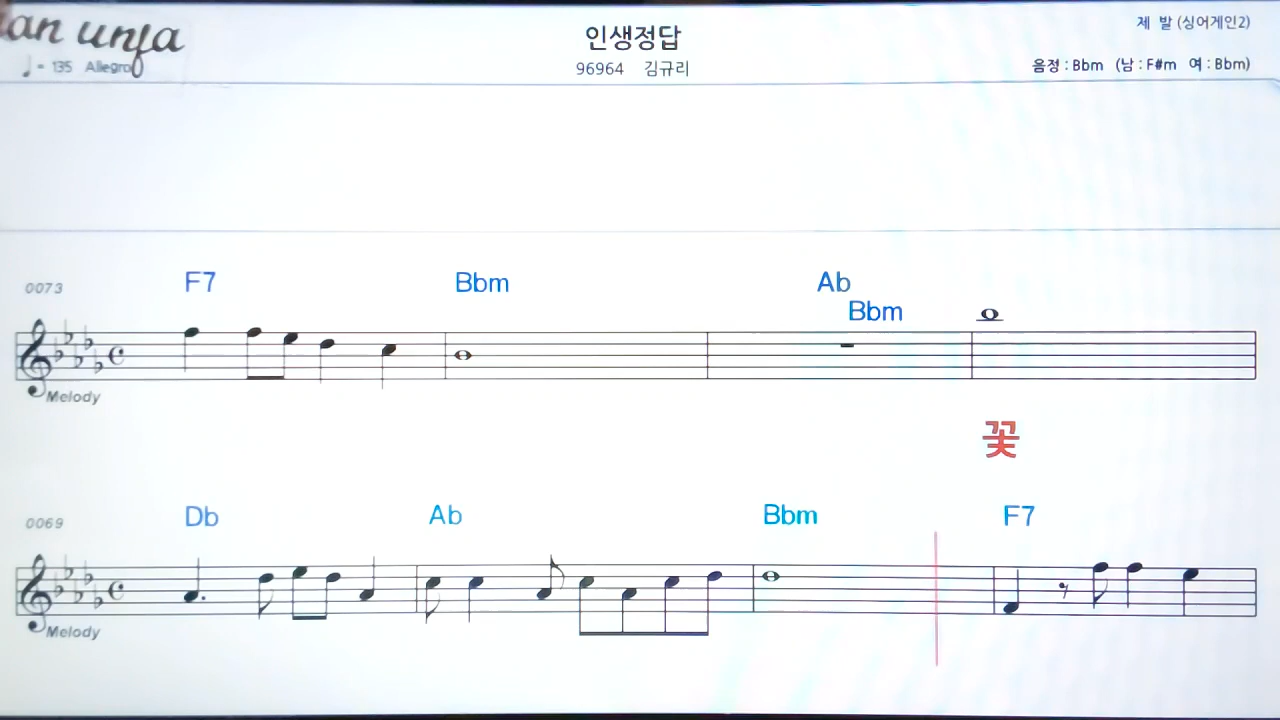 an unfa
인생정답
제 발 (싱어게인2)
♩ = 135 Allegro
96964 김규리
음정 : Bbm (남 : F#m 여 : Bbm)
0073 F7 Bbm Ab
Bbm
Melody
꽃
0069 Db Ab Bbm F7
Melody